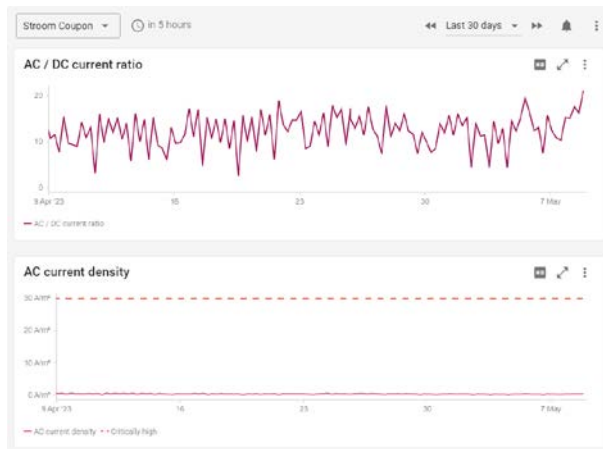 Stroom Coupon
in 5 hours
Last 30 days
AC / DC current ratio
20
10
0
9 Apr '23 16 23 30 7 May
AC / DC current ratio
AC current density
30 A/m²
20 A/m²
10 A/m²
0 A/m²
9 Apr '23 16 23 30 7 May
AC current density Critically high